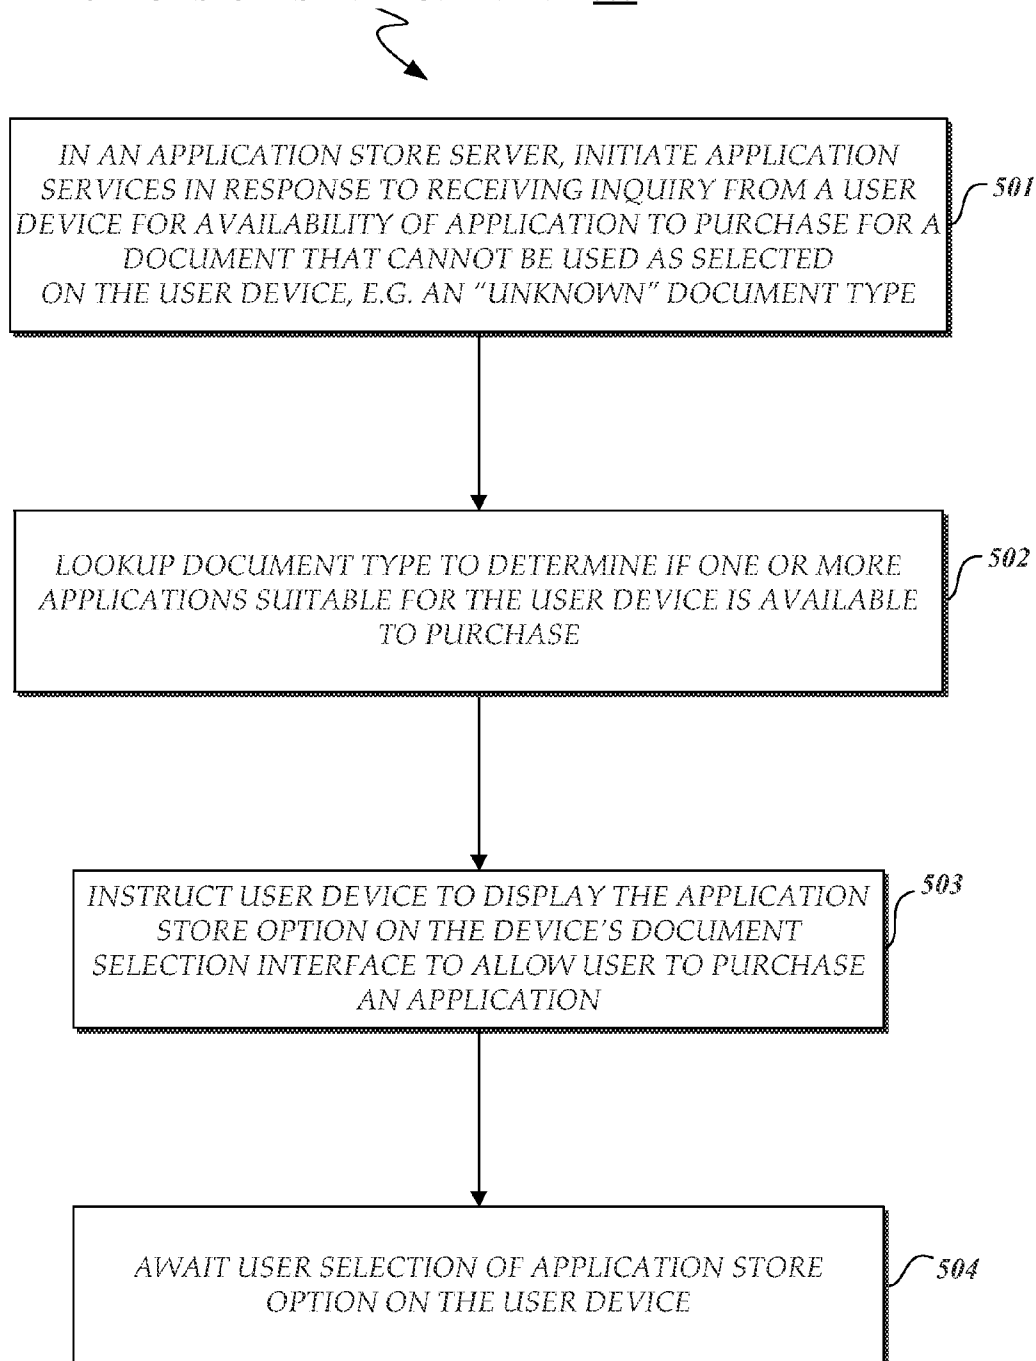 IN AN APPLICATION STORE SERVER, INITIATE APPLICATION
SERVICES IN RESPONSE TO RECEIVING INQUIRY FROM A USER
DEVICE FOR AVAILABILITY OF APPLICATION TO PURCHASE FOR A
DOCUMENT THAT CANNOT BE USED AS SELECTED
ON THE USER DEVICE, E.G. AN “UNKNOWN” DOCUMENT TYPE
501
LOOKUP DOCUMENT TYPE TO DETERMINE IF ONE OR MORE
APPLICATIONS SUITABLE FOR THE USER DEVICE IS AVAILABLE
TO PURCHASE
502
INSTRUCT USER DEVICE TO DISPLAY THE APPLICATION
STORE OPTION ON THE DEVICE’S DOCUMENT
SELECTION INTERFACE TO ALLOW USER TO PURCHASE
AN APPLICATION
503
AWAIT USER SELECTION OF APPLICATION STORE
OPTION ON THE USER DEVICE
504